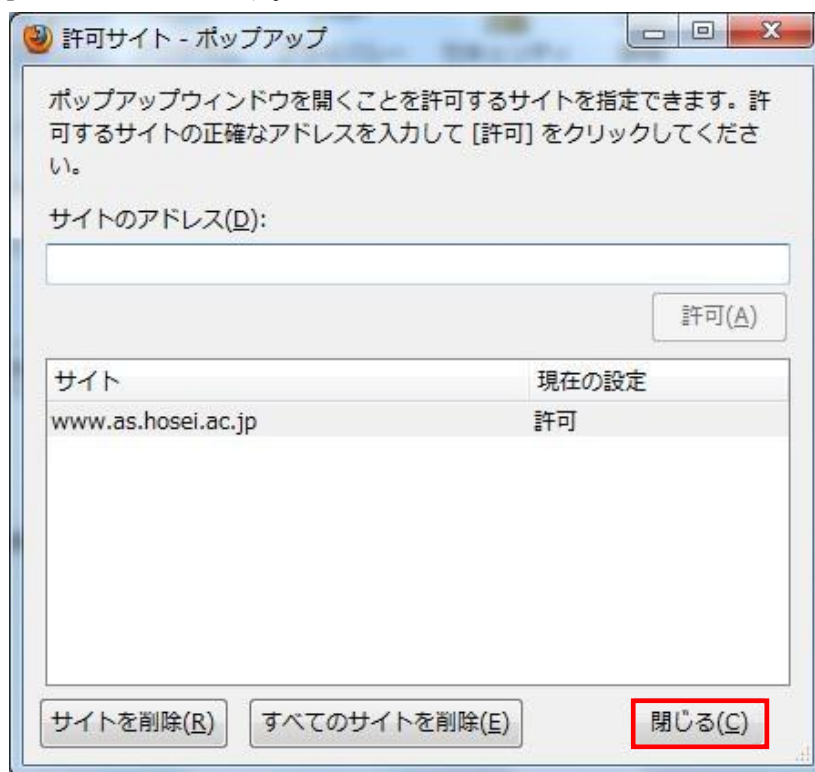 許可サイト - ポップアップ
ポップアップウィンドウを開くことを許可するサイトを指定できます。許
可するサイトの正確なアドレスを入力して [許可] をクリックしてくださ
い。
サイトのアドレス(D):
許可(A)
サイト 現在の設定
www.as.hosei.ac.jp 許可
サイトを削除(R) すべてのサイトを削除(E) 閉じる(C)